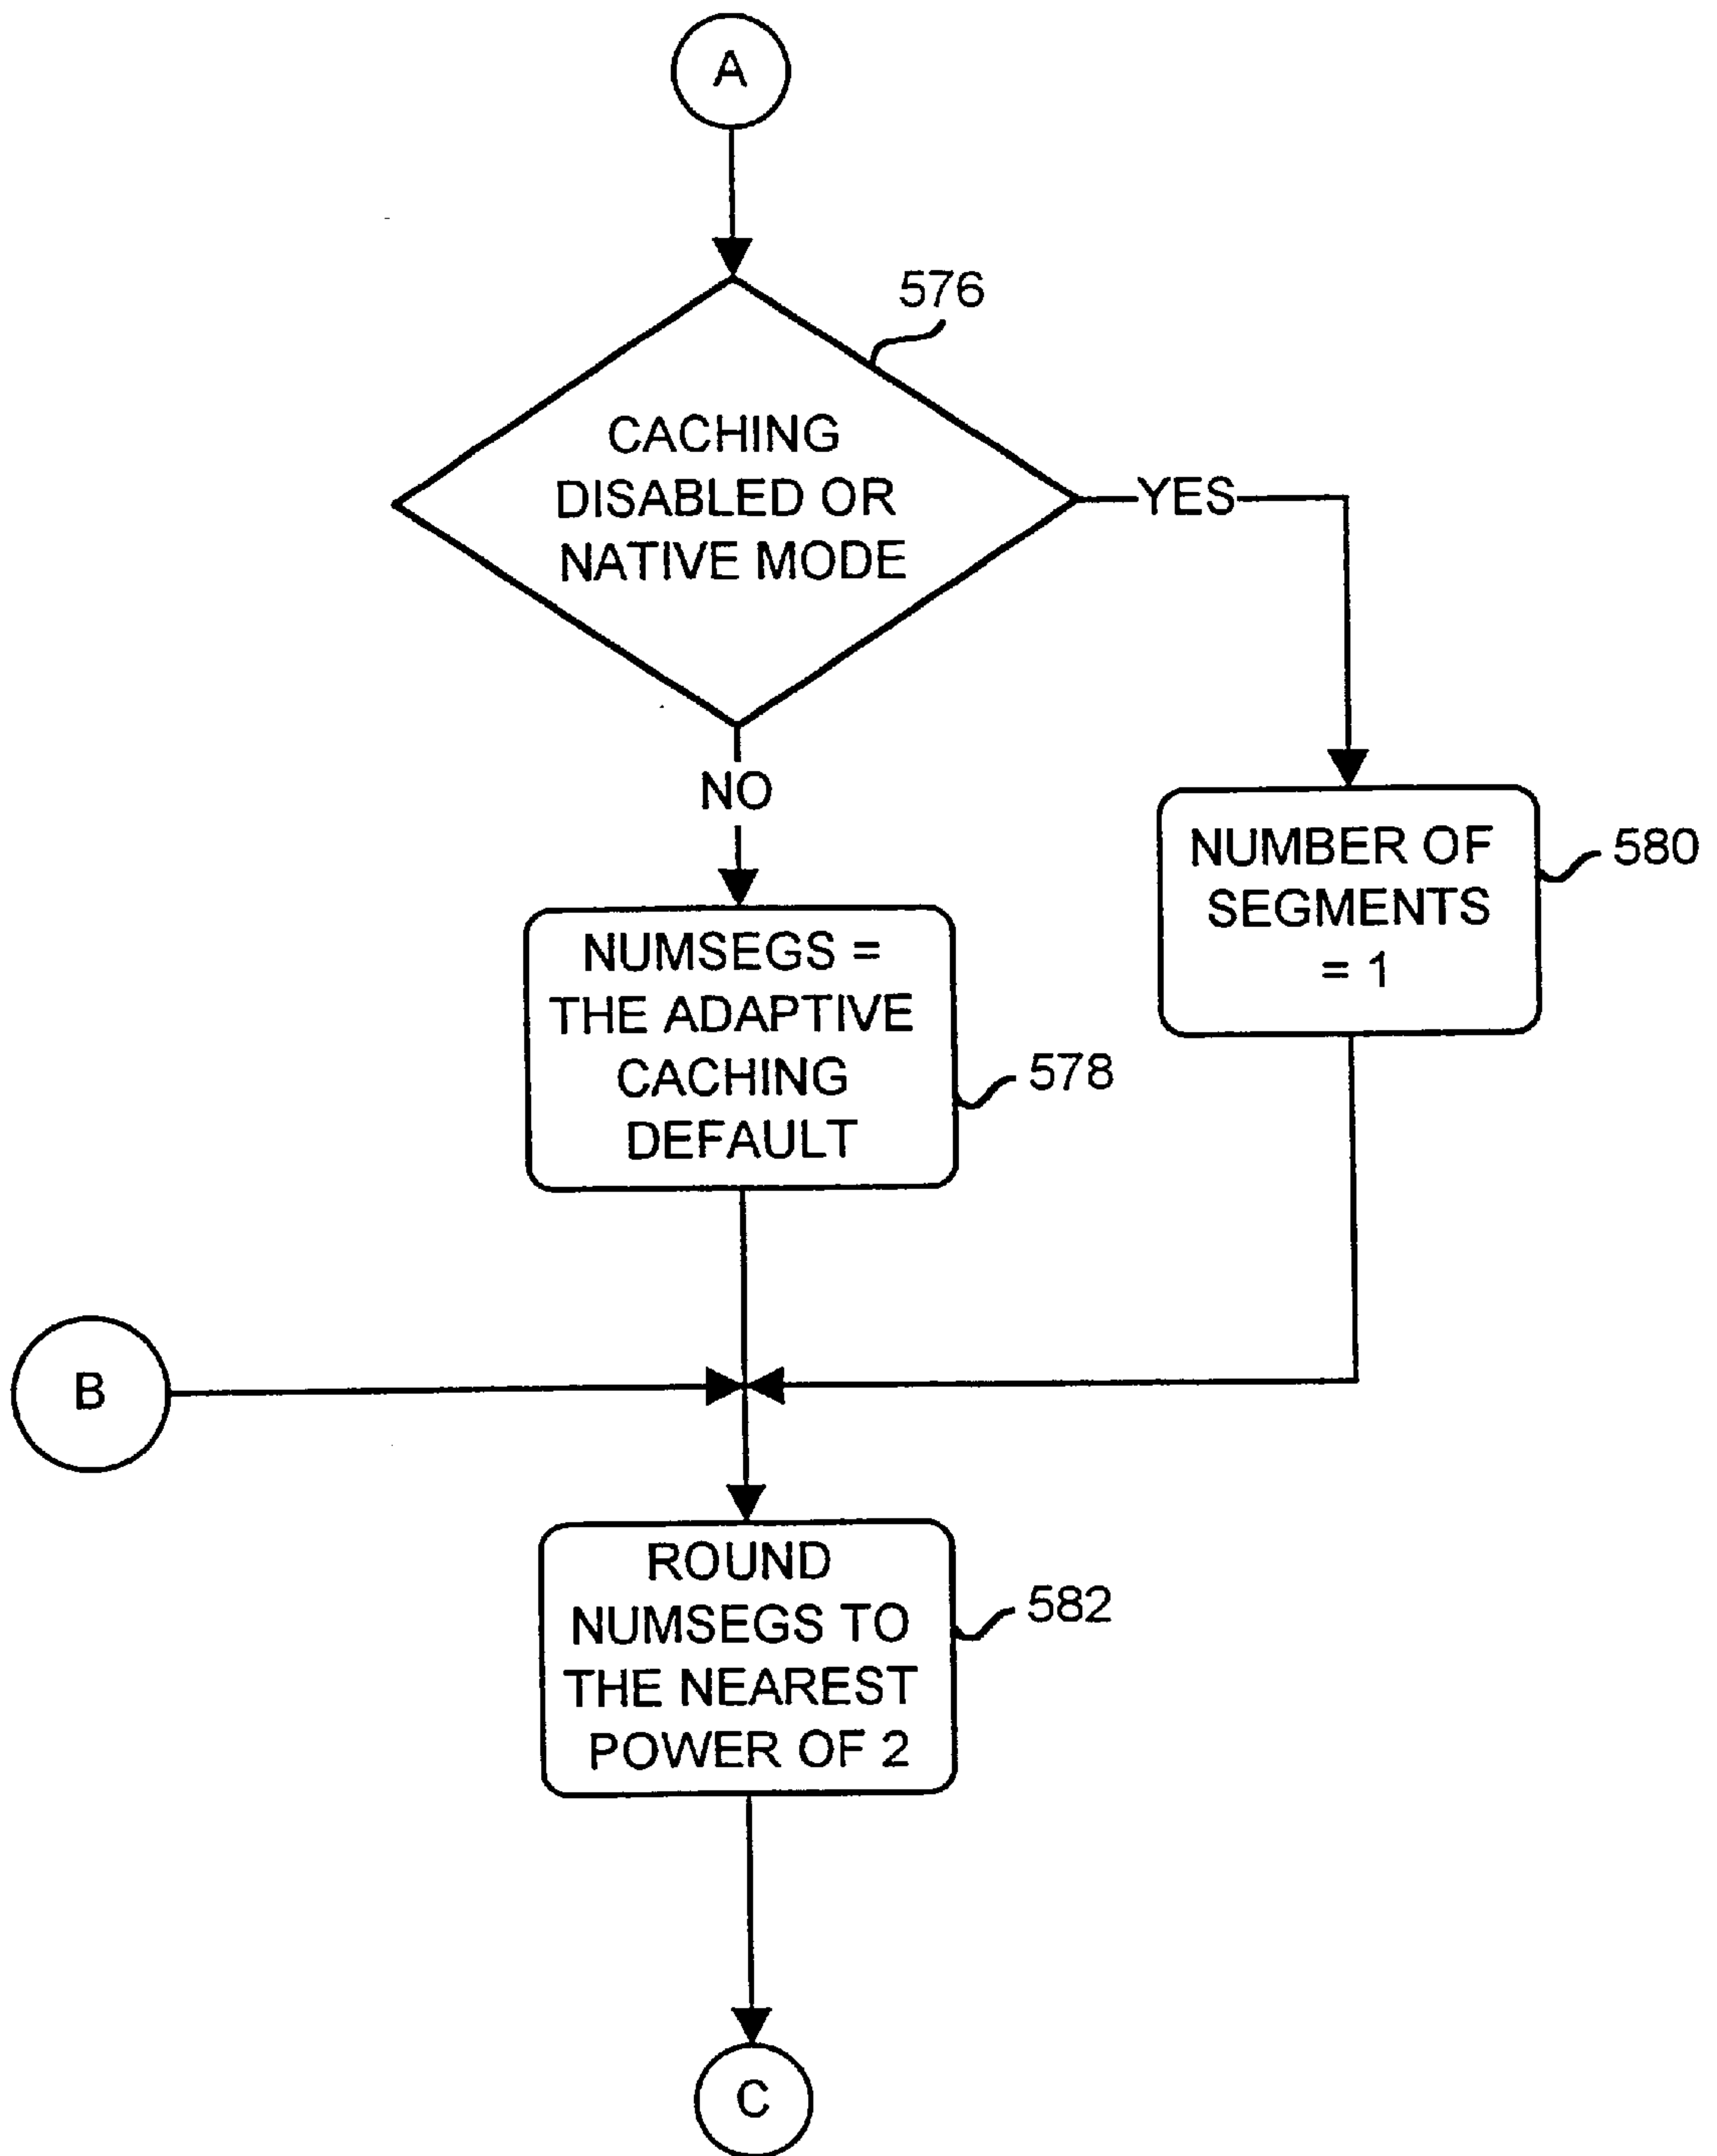 A
576
CACHING
DISABLED OR
NATIVE MODE
YES
NO
NUMBER OF
SEGMENTS
= 1
580
NUMSEGS =
THE ADAPTIVE
CACHING
DEFAULT
578
B
ROUND
NUMSEGS TO
THE NEAREST
POWER OF 2
582
C